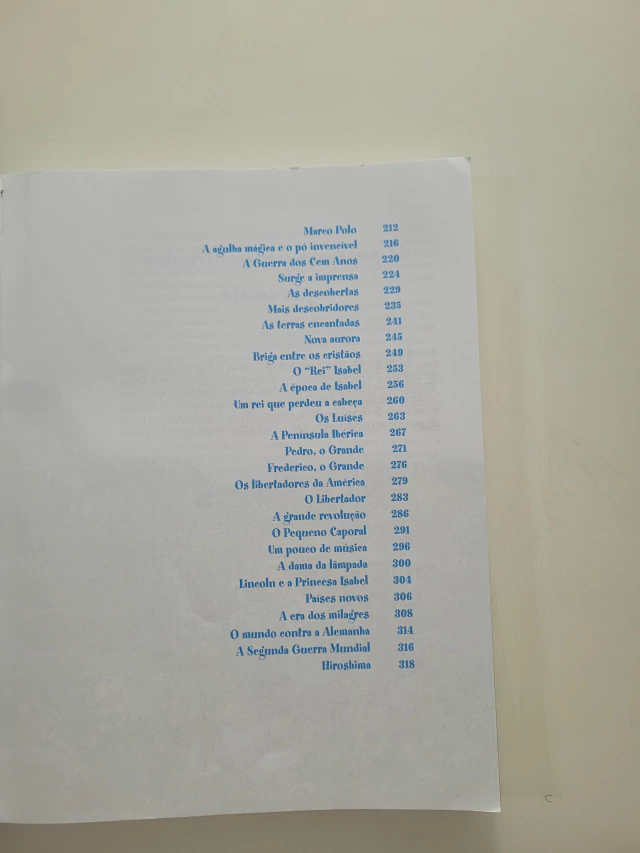 Marco Polo 212
A agulha mágica e o pó invencível 216
A Guerra dos Cem Anos 220
Surge a imprensa 224
As descobertas 229
Mais descobridores 235
As terras encantadas 241
Nova aurora 245
Briga entre os cristãos 249
O "Rei" Isabel 253
A época de Isabel 256
Um rei que perdeu a cabeça 260
Os Luíses 263
A Península Ibérica 267
Pedro, o Grande 271
Frederico, o Grande 276
Os libertadores da América 279
O Libertador 283
A grande revolução 286
O Pequeno Caporal 291
Um pouco de música 296
A dama da lâmpada 300
Lincoln e a Princesa Isabel 304
Países novos 306
A era dos milagres 308
O mundo contra a Alemanha 314
A Segunda Guerra Mundial 316
Hiroshima 318